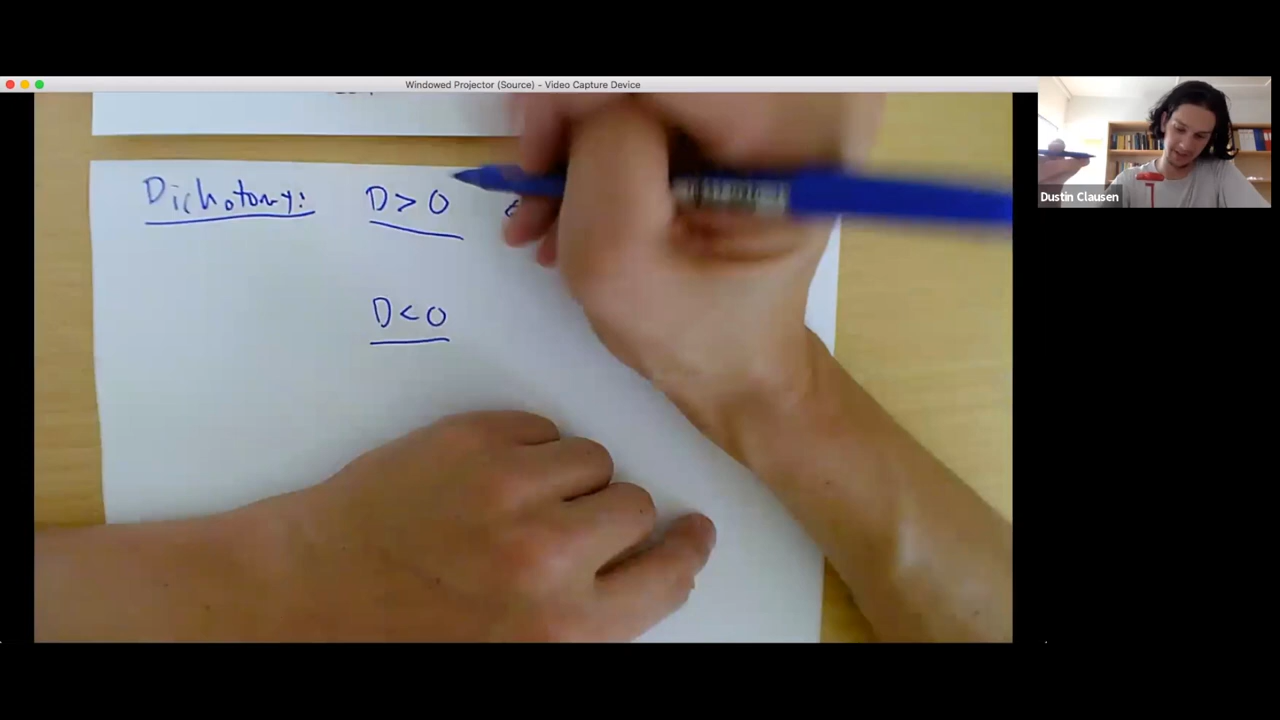 Windowed Projector (Source) - Video Capture Device
Dichotomy: D > 0
D < 0
Dustin Clausen